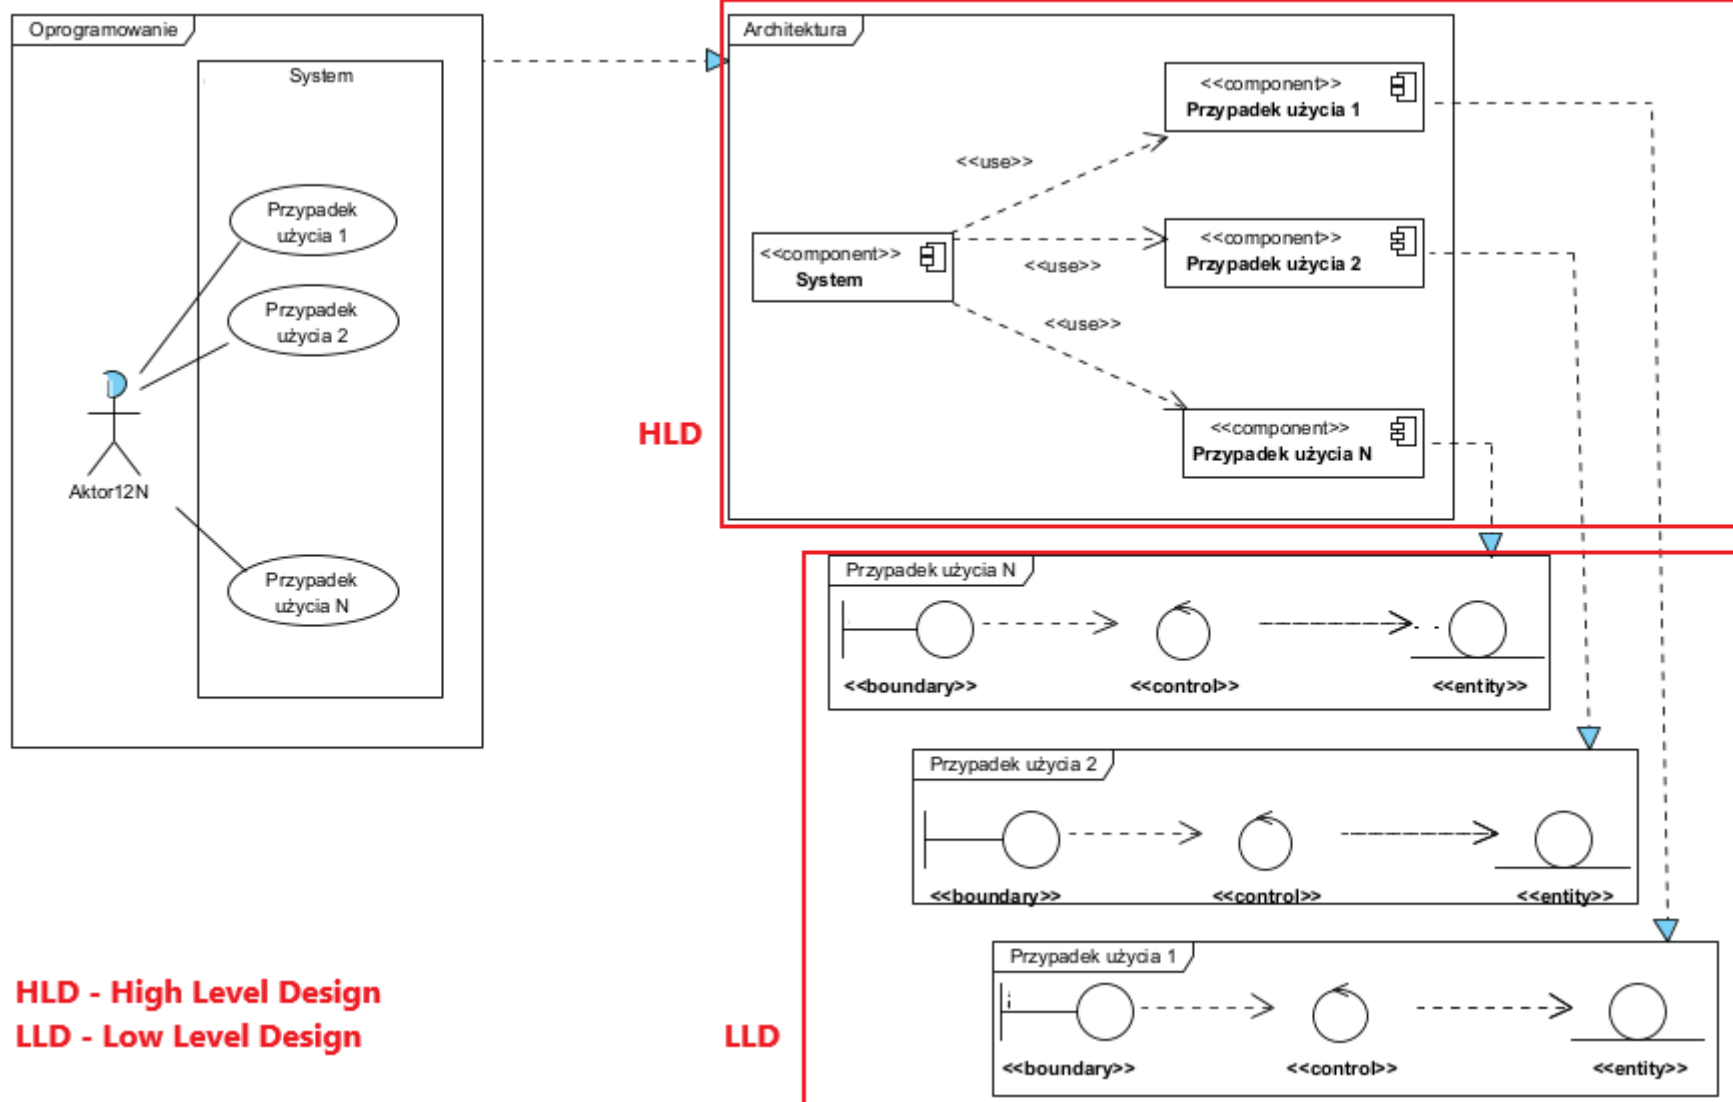 Oprogramowanie
System
Przypadek
użycia 1
Przypadek
użycia 2
Aktor12N
Przypadek
użycia N
Architektura
<<component>>
Przypadek użycia 1
<<use>>
<<component>>
Przypadek użycia 2
<<component>>
System
<<use>>
<<use>>
<<component>>
Przypadek użycia N
HLD
Przypadek użycia N
<<boundary>>
<<control>>
<<entity>>
Przypadek użycia 2
<<boundary>>
<<control>>
<<entity>>
Przypadek użycia 1
<<boundary>>
<<control>>
<<entity>>
LLD
HLD - High Level Design
LLD - Low Level Design